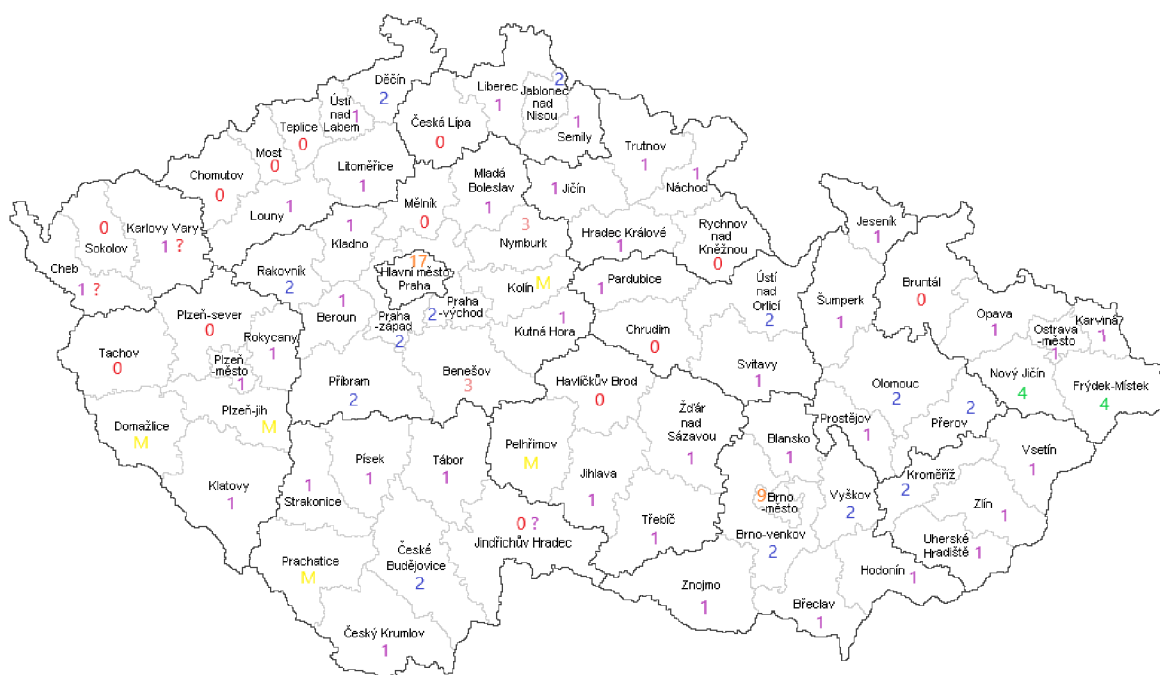 Děčín
2
Liberec
1
2
Jablonec
nad
Nisou
Ústí
nad
Labem
1
Teplice
0
Česká Lípa
0
1
Semily
Most
0
Chomutov
0
Litoměřice
1
Mladá
Boleslav
1
Trutnov
1
1
Náchod
1 Jičín
Louny
1
Mělník
0
1
Kladno
3
Nymburk
Hradec Králové
1
Rychnov
nad
Kněžnou
0
0
Sokolov
Karlovy Vary
1 ?
Cheb
1 ?
Jeseník
1
Rakovník
2
17
Hlavní město
Praha
Kolín M
Pardubice
1
Ústí
nad
Orlicí
2
Šumperk
1
Bruntál
0
Plzeň-sever
0
1
Beroun
Praha
-západ
2
Praha
-východ
2
1
Kutná Hora
Chrudim
0
Opava
1
Ostrava
-město
1
Karviná?
1
Rokycany
1
Tachov
0
Plzeň
-město
1
Příbram
2
Benešov
3
Havlíčkův Brod
0
Svitavy
1
Olomouc
2
Nový Jičín
4
Frýdek-Místek
4
Domažlice
M
Plzeň-jih
M
Žďár
nad
Sázavou
1
Prostějov
1
2
Přerov
Pelhřimov
M
Blansko
1
Vsetín
1
Klatovy
1
1
Strakonice
Písek
1
Tábor
1
Jihlava
1
9 Brno
-město
Vyškov
2
Kroměříž
2
Zlín
1
0 ?
Jindřichův Hradec
Třebíč
1
Brno-venkov
2
Uherské
Hradiště 1
Prachatice
M
České
Budějovice
2
Znojmo
1
Hodonín
1
Břeclav
1
Český Krumlov
1